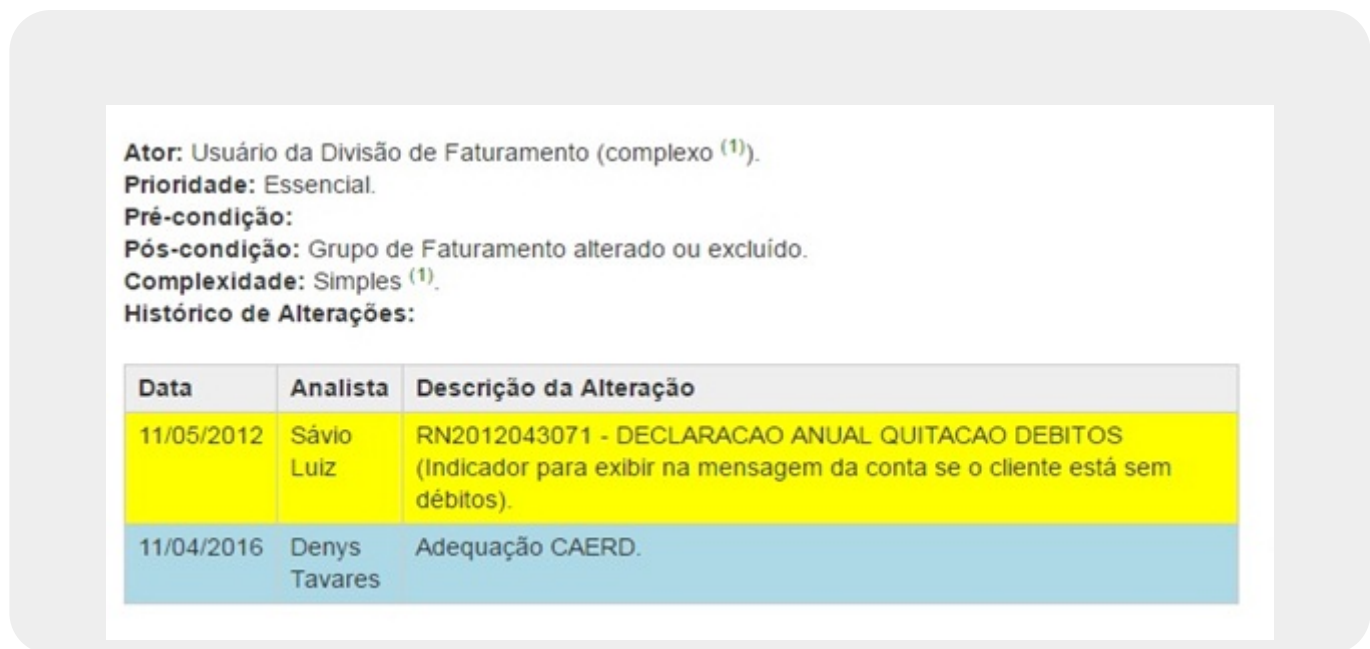 Ator: Usuário da Divisão de Faturamento (complexo (1)).
Prioridade: Essencial.
Pré-condição:
Pós-condição: Grupo de Faturamento alterado ou excluído.
Complexidade: Simples (1).
Histórico de Alterações:
Data Analista Descrição da Alteração
11/05/2012 Sávio Luiz RN2012043071 - DECLARACAO ANUAL QUITACAO DEBITOS
(Indicador para exibir na mensagem da conta se o cliente está sem
débitos).
11/04/2016 Denys Tavares Adequação CAERD.